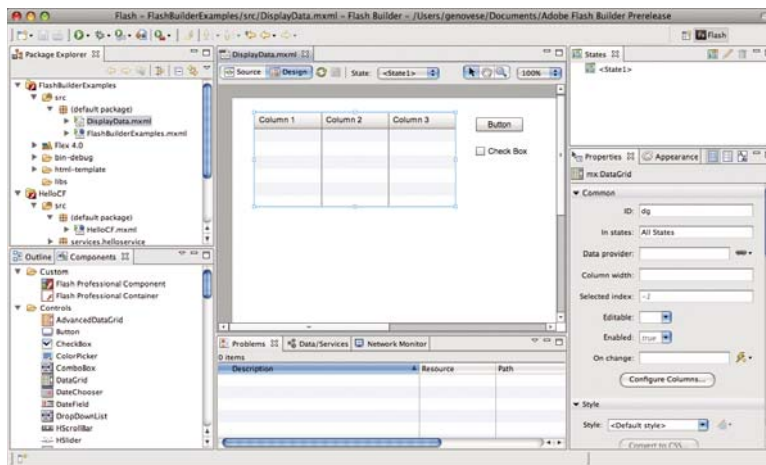 Flash - FlashBuilderExamples/src/DisplayData.mxml - Flash Builder - /Users/genovese/Documents/Adobe Flash Builder Prerelease
Flash
Package Explorer
FlashBuilderExamples
src
(default package)
DisplayData.mxml
FlashBuilderExamples.mxml
Flex 4.0
bin-debug
html-template
libs
HelloCF
src
(default package)
HelloCF.mxml
services.helloservice
Outline
Components
Custom
Flash Professional Component
Flash Professional Container
Controls
AdvancedDataGrid
Button
CheckBox
ColorPicker
ComboBox
DataGrid
DateChooser
DateField
DropDownList
HScrollBar
HSlider
DisplayData.mxml
Source
Design
State:
<State1>
100%
Column 1
Column 2
Column 3
Button
Check Box
Problems
Data/Services
Network Monitor
0 items
Description
Resource
Path
States
<State1>
Properties
Appearance
mx:DataGrid
Common
ID: dg
In states: All States
Data provider:
Column width:
Selected index: -1
Editable:
Enabled: true
On change:
Configure Columns...
Style
Style: <Default style>
Convert to CSS...